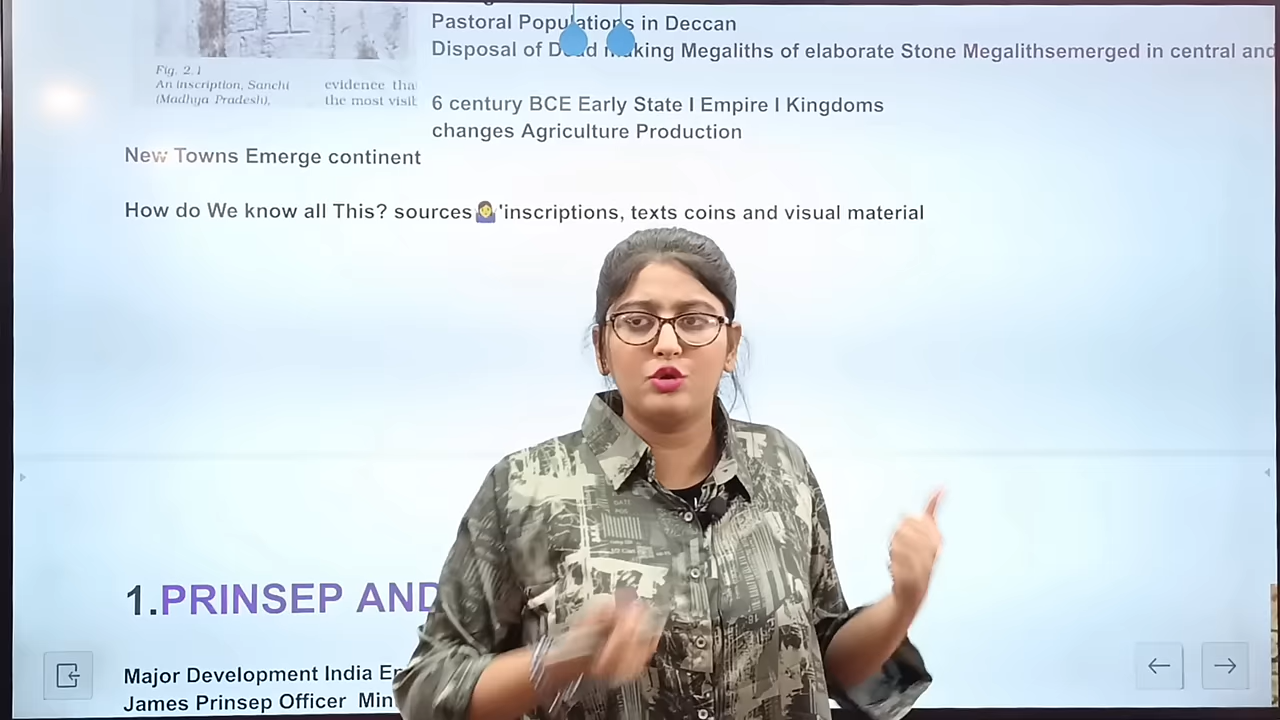 Pastoral Populations in Deccan
Disposal of Dead making Megaliths of elaborate Stone Megalithsemerged in central and
Fig. 2.1
An inscription, Sanchi
(Madhya Pradesh),
evidence tha
the most visib
6 century BCE Early State I Empire I Kingdoms
changes Agriculture Production
New Towns Emerge continent
How do We know all This? sources🤷‍♀️'inscriptions, texts coins and visual material
1.PRINSEP AND
Major Development India
James Prinsep Officer Min